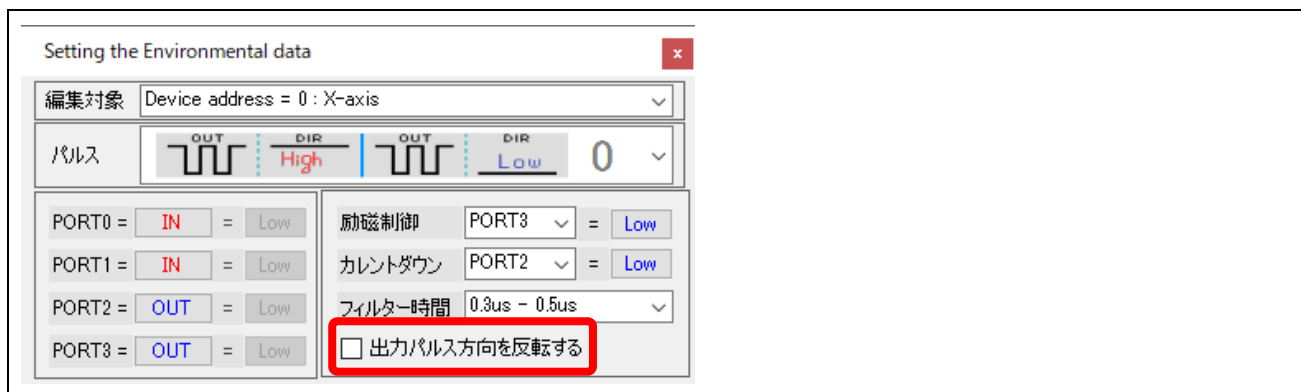 Setting the Environmental data x
編集対象 Device address = 0 : X-axis
パルス OUT DIR High OUT DIR Low 0
PORT0 = IN = Low
PORT1 = IN = Low
PORT2 = OUT = Low
PORT3 = OUT = Low
励磁制御 PORT3 = Low
カレントダウン PORT2 = Low
フィルター時間 0.3us - 0.5us
出力パルス方向を反転する